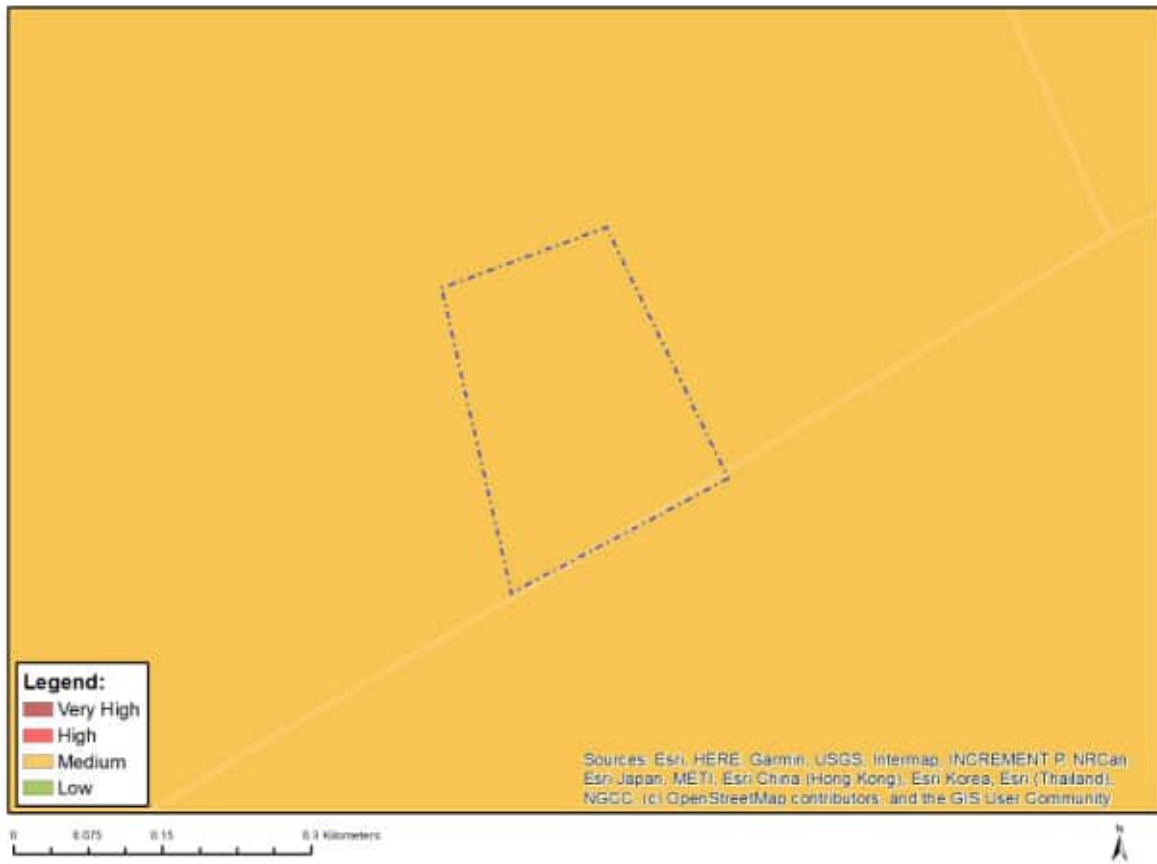 Legend:
Very High
High
Medium
Low
Sources: Esri, HERE, Garmin, USGS, Intermap, INCREMENT P, NRCan,
Esri Japan, METI, Esri China (Hong Kong), Esri Korea, Esri (Thailand),
NGCC, (c) OpenStreetMap contributors, and the GIS User Community
0 0.075 0.15 0.3 Kilometers
N